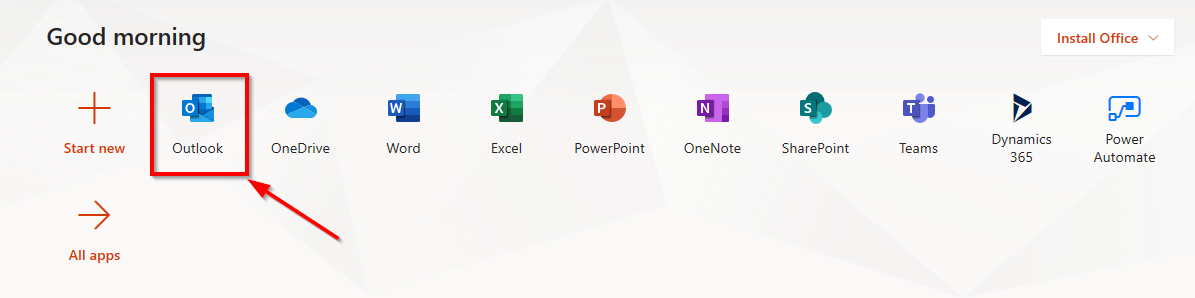 Good morning
Install Office
Start new
Outlook
OneDrive
Word
Excel
PowerPoint
OneNote
SharePoint
Teams
Dynamics
365
Power
Automate
All apps